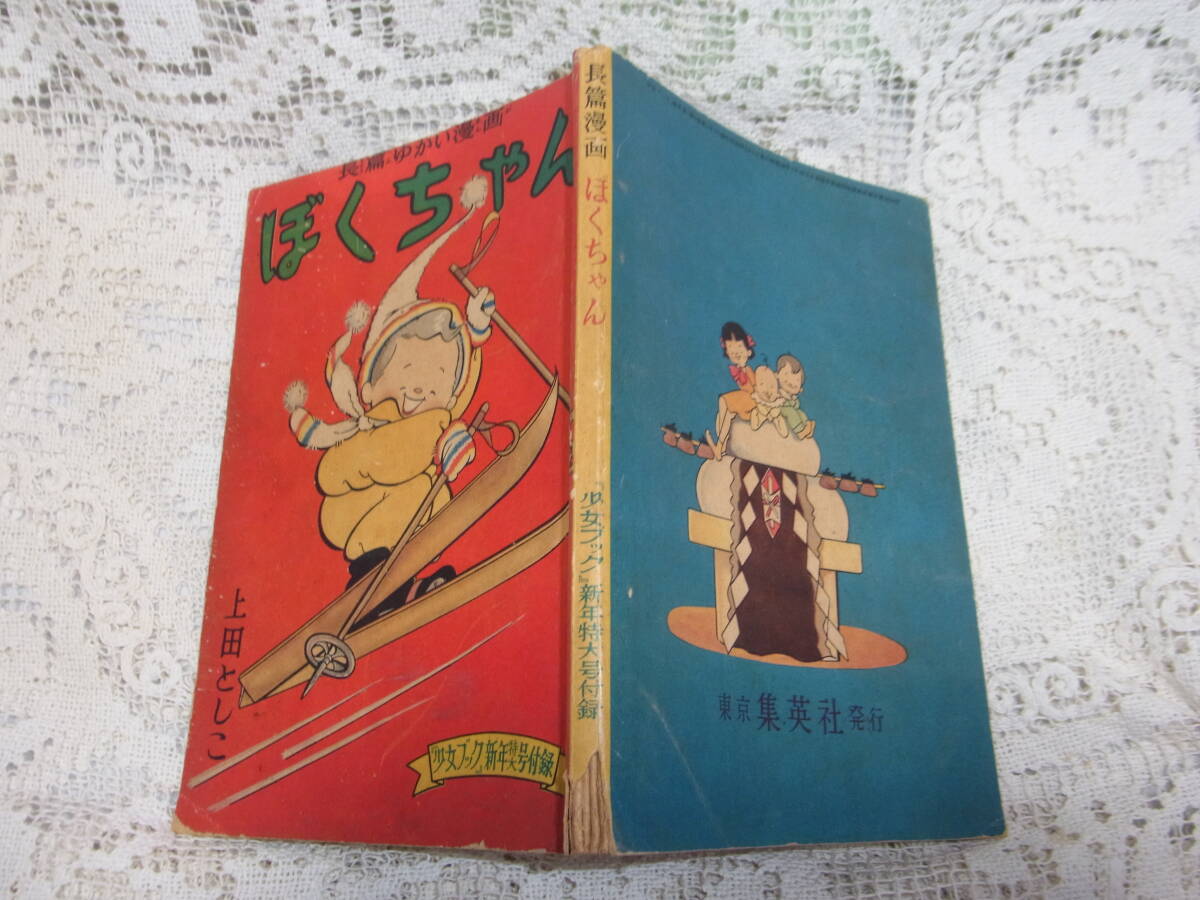 長篇ゆかい漫画
ぼくちゃん
上田としこ
『少女ブック』新年特大号付録
長篇漫画 ぼくちゃん 『少女ブック』新年特大号付録
東京 集英社 発行